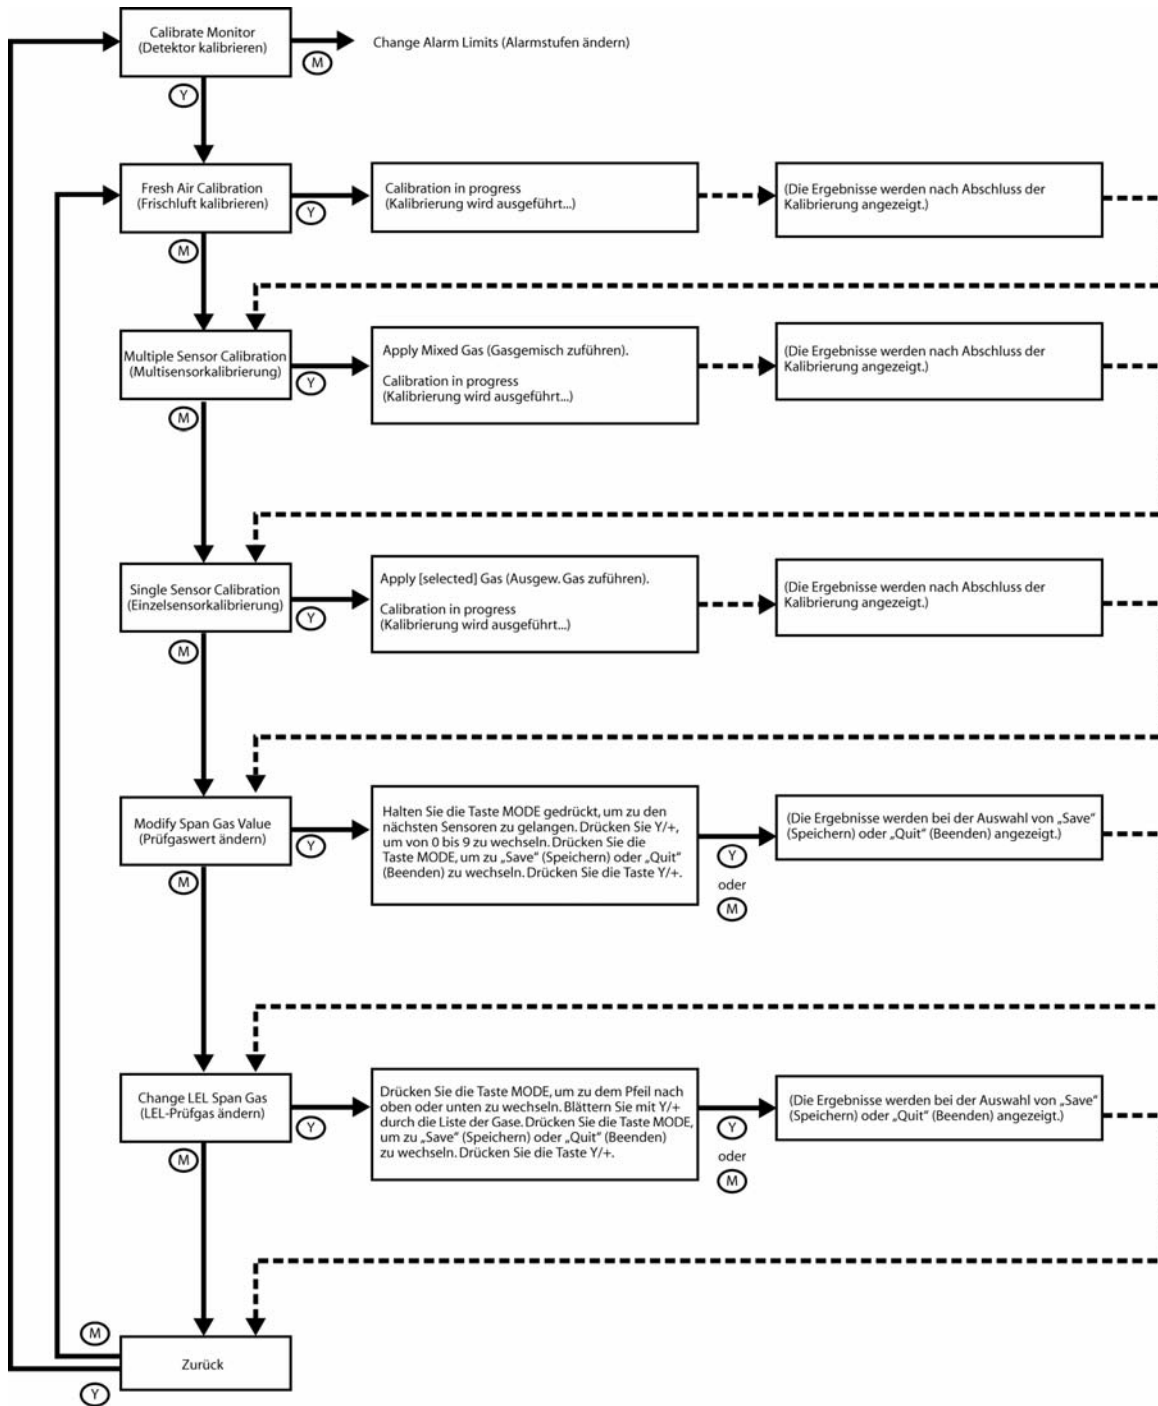 Calibrate Monitor
(Detektor kalibrieren)
M
Change Alarm Limits (Alarmstufen ändern)
Y
Fresh Air Calibration
(Frischluft kalibrieren)
Y
Calibration in progress
(Kalibrierung wird ausgeführt...)
(Die Ergebnisse werden nach Abschluss der
Kalibrierung angezeigt.)
M
Multiple Sensor Calibration
(Multisensorkalibrierung)
Y
Apply Mixed Gas (Gasgemisch zuführen).
Calibration in progress
(Kalibrierung wird ausgeführt...)
(Die Ergebnisse werden nach Abschluss der
Kalibrierung angezeigt.)
M
Single Sensor Calibration
(Einzelsensorkalibrierung)
Y
Apply [selected] Gas (Ausgew. Gas zuführen).
Calibration in progress
(Kalibrierung wird ausgeführt...)
(Die Ergebnisse werden nach Abschluss der
Kalibrierung angezeigt.)
M
Modify Span Gas Value
(Prüfgaswert ändern)
Y
Halten Sie die Taste MODE gedrückt, um zu den
nächsten Sensoren zu gelangen. Drücken Sie Y/+,
um von 0 bis 9 zu wechseln. Drücken Sie die
Taste MODE, um zu „Save“ (Speichern) oder „Quit“
(Beenden) zu wechseln. Drücken Sie die Taste Y/+.
Y
oder
M
(Die Ergebnisse werden bei der Auswahl von „Save“
(Speichern) oder „Quit“ (Beenden) angezeigt.)
M
Change LEL Span Gas
(LEL-Prüfgas ändern)
Y
Drücken Sie die Taste MODE, um zu dem Pfeil nach
oben oder unten zu wechseln. Blättern Sie mit Y/+
durch die Liste der Gase. Drücken Sie die Taste MODE,
um zu „Save“ (Speichern) oder „Quit“ (Beenden)
zu wechseln. Drücken Sie die Taste Y/+.
Y
oder
M
(Die Ergebnisse werden bei der Auswahl von „Save“
(Speichern) oder „Quit“ (Beenden) angezeigt.)
M
M
Zurück
Y